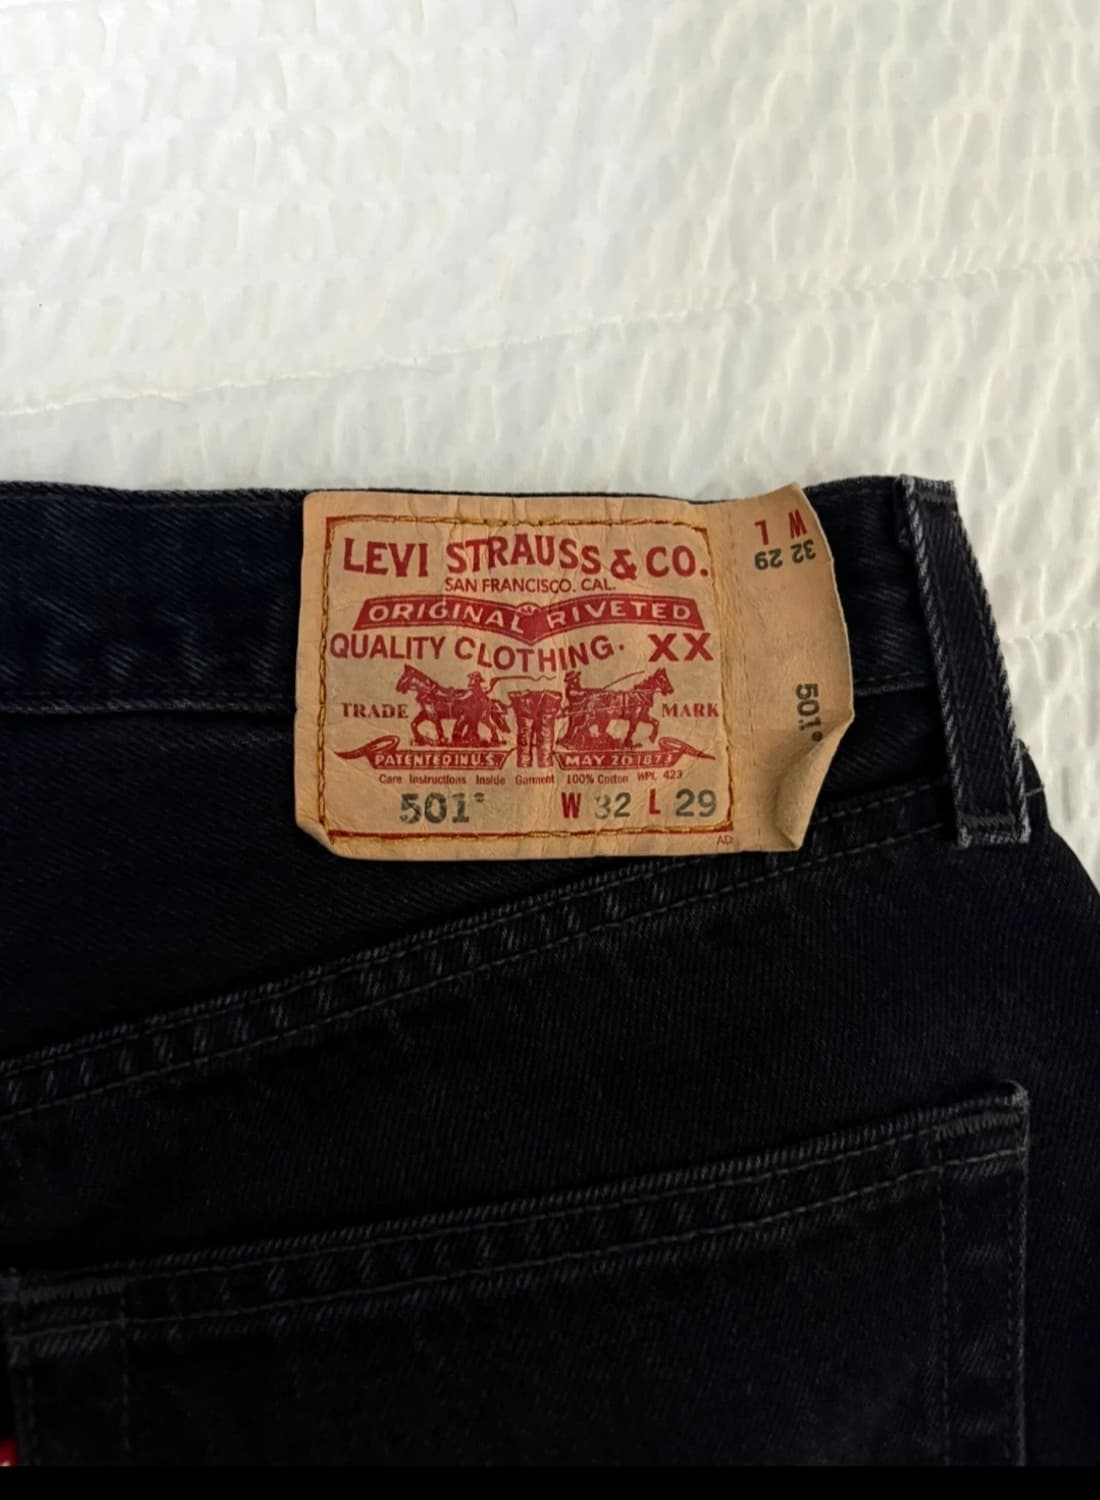 LEVI STRAUSS & CO.
SAN FRANCISCO. CAL.
ORIGINAL RIVETED
QUALITY CLOTHING. XX
TRADE MARK
PATENTED IN U.S. MAY 20 1873
Care Instructions Inside Garment 100% Cotton WPL 423
501® W 32 L 29
AD
W L
32 29
501®